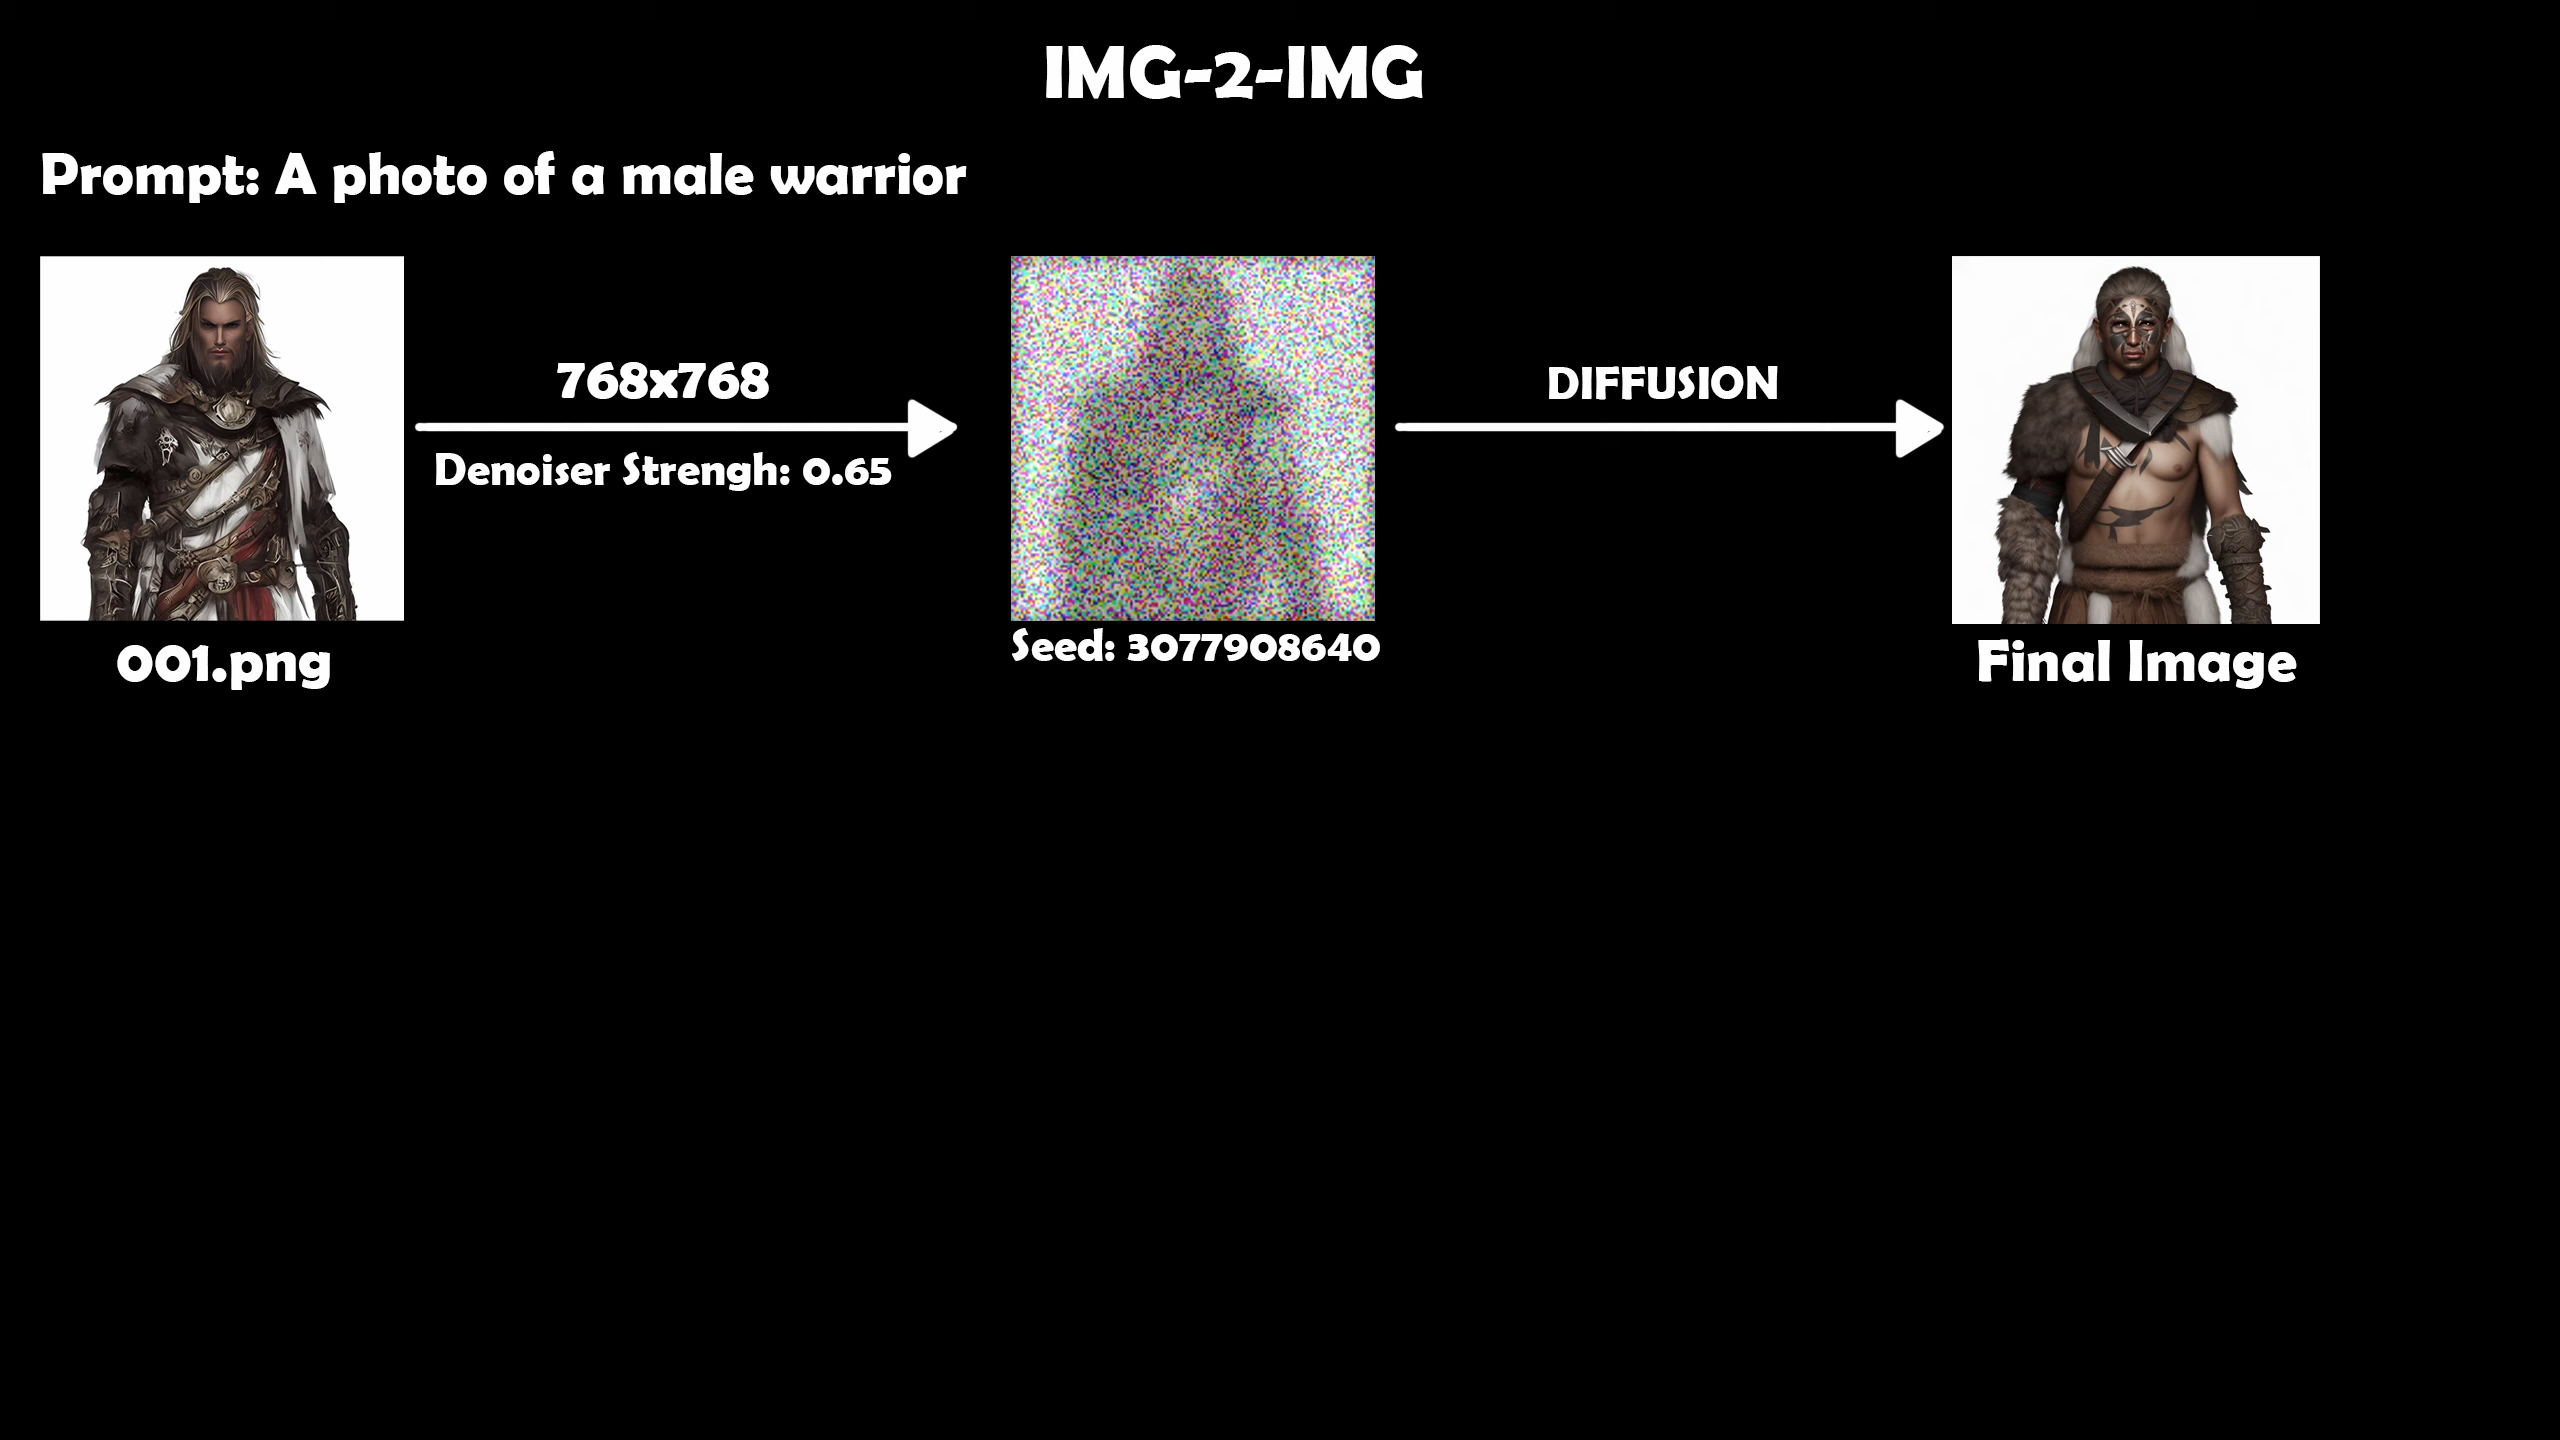 IMG-2-IMG
Prompt: A photo of a male warrior
768x768
Denoiser Strengh: 0.65
DIFFUSION
001.png
Seed: 3077908640
Final Image